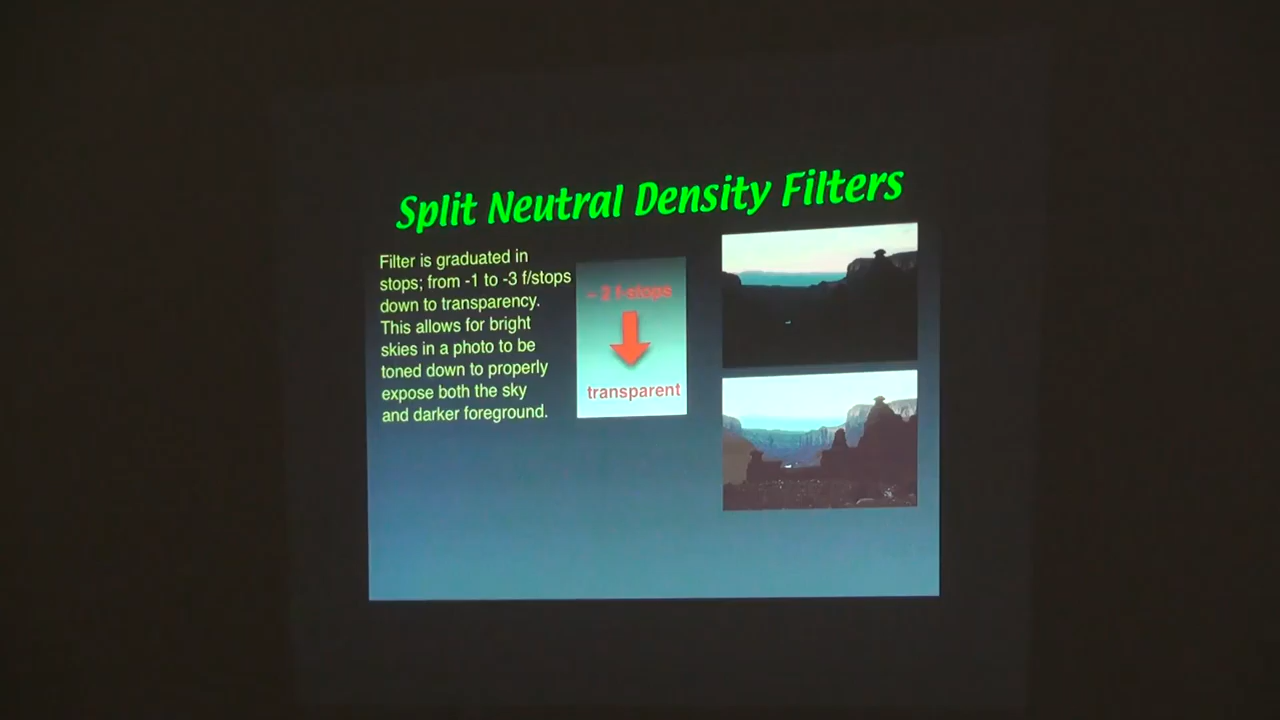 Split Neutral Density Filters
Filter is graduated in
stops; from -1 to -3 f/stops
down to transparency.
This allows for bright
skies in a photo to be
toned down to properly
expose both the sky
and darker foreground.
transparent